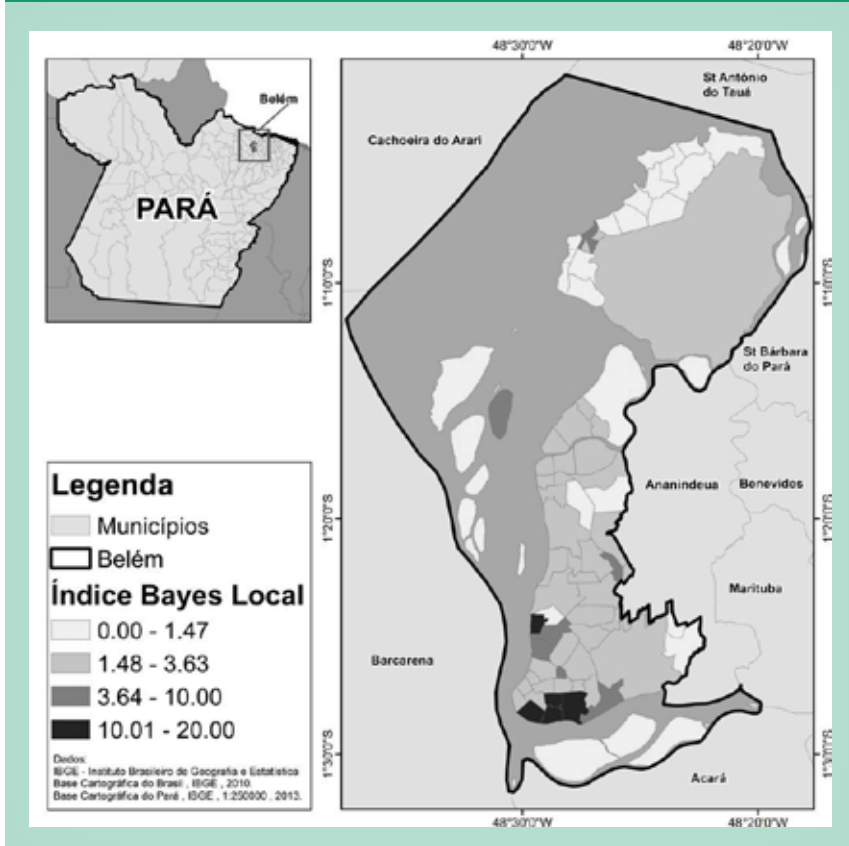 Belém
PARÁ
Legenda
Municípios
Belém
Índice Bayes Local
0.00 - 1.47
1.48 - 3.63
3.64 - 10.00
10.01 - 20.00
Dados:
IBGE - Instituto Brasileiro de Geografia e Estatística
Base Cartográfica do Brasil , IBGE , 2010.
Base Cartográfica do Pará , IBGE , 1:250000 , 2013.
48°30'0"W
48°20'0"W
St Antônio
do Tauá
Cachoeira do Arari
1°10'0"S
1°10'0"S
St Bárbara
do Pará
Ananindeua
Benevides
1°20'0"S
1°20'0"S
Marituba
Barcarena
1°30'0"S
1°30'0"S
Acará
48°30'0"W
48°20'0"W